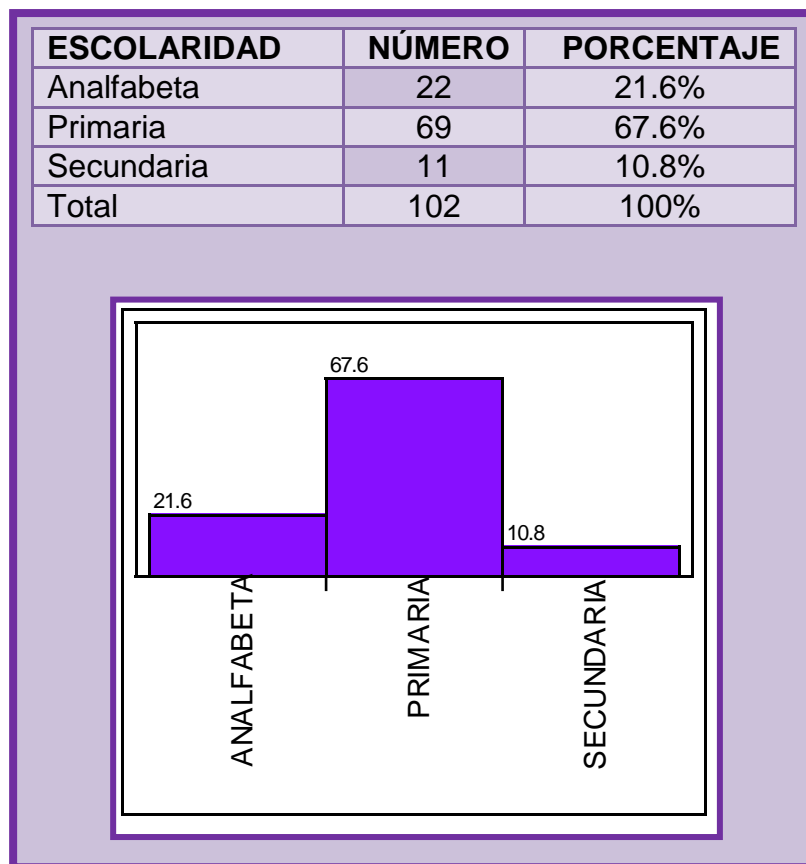 ESCOLARIDAD NÚMERO PORCENTAJE
Analfabeta 22 21.6%
Primaria 69 67.6%
Secundaria 11 10.8%
Total 102 100%
67.6
21.6
10.8
ANALFABETA
PRIMARIA
SECUNDARIA